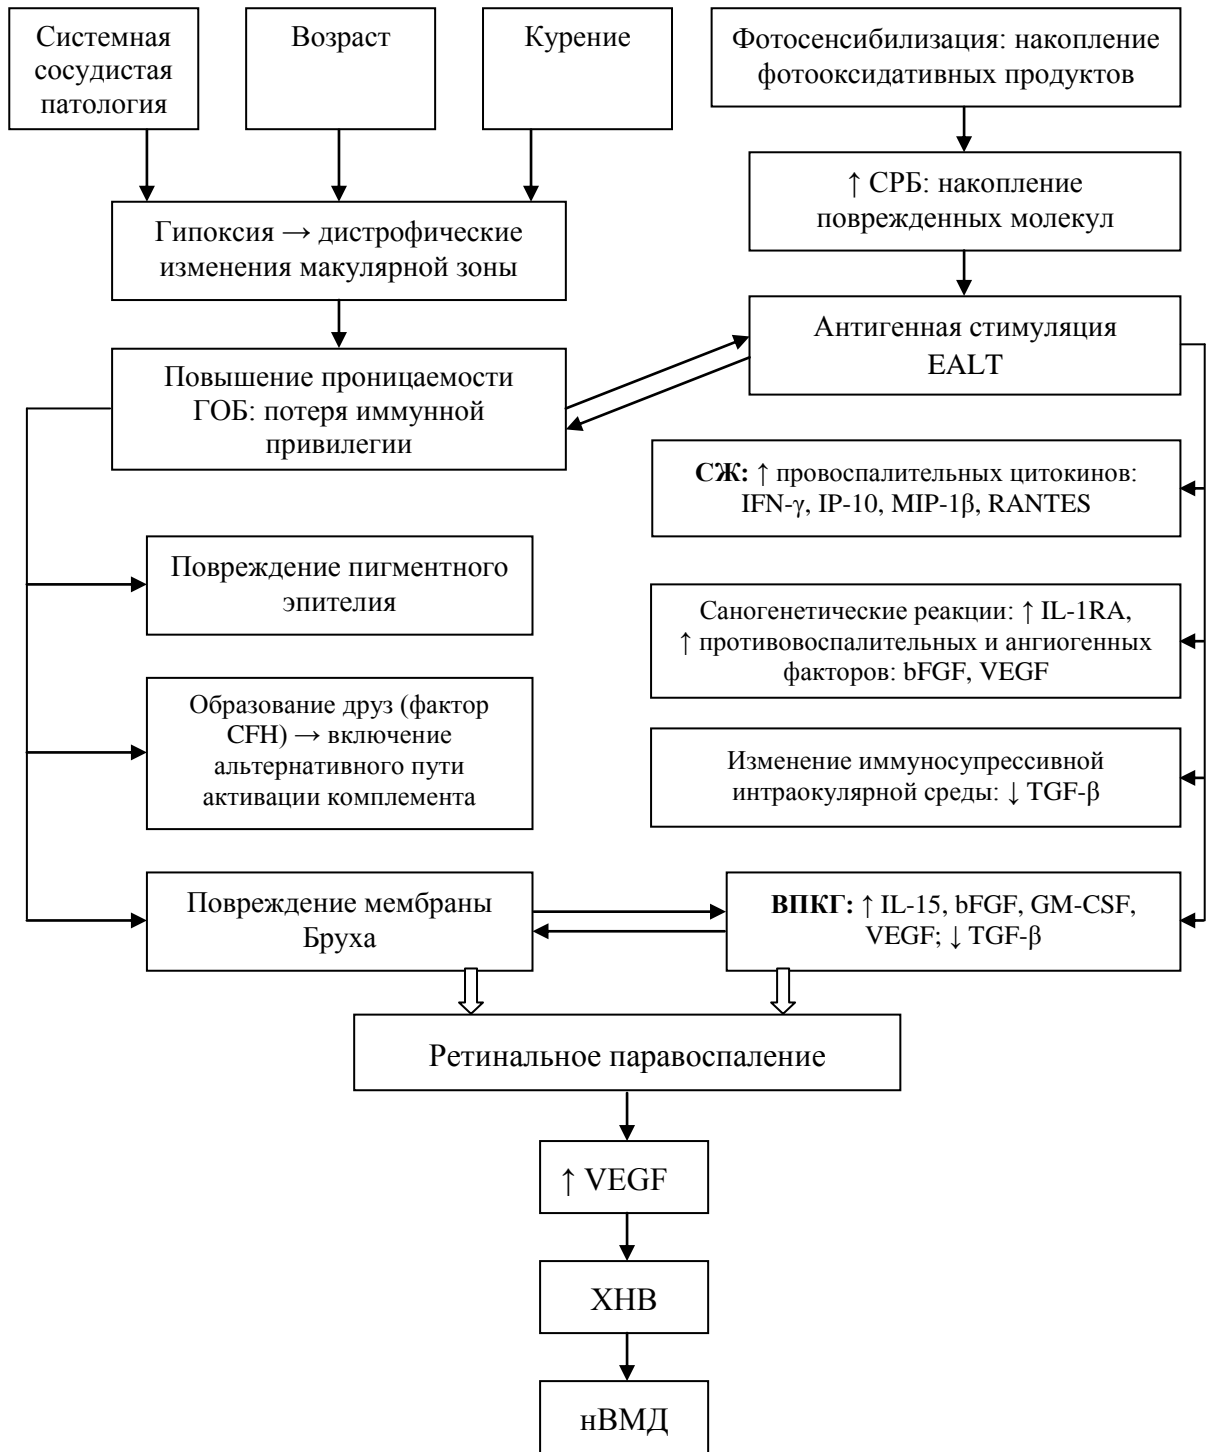 Системная
сосудистая
патология
Возраст
Курение
Фотосенсибилизация: накопление
фотооксидативных продуктов
↑ СРБ: накопление
поврежденных молекул
Гипоксия → дистрофические
изменения макулярной зоны
Антигенная стимуляция
EALT
Повышение проницаемости
ГОБ: потеря иммунной
привилегии
СЖ: ↑ провоспалительных цитокинов:
IFN-γ, IP-10, MIP-1β, RANTES
Повреждение пигментного
эпителия
Саногенетические реакции: ↑ IL-1RA,
↑ противовоспалительных и ангиогенных
факторов: bFGF, VEGF
Образование друз (фактор
CFH) → включение
альтернативного пути
активации комплемента
Изменение иммуносупрессивной
интраокулярной среды: ↓ TGF-β
Повреждение мембраны
Бруха
ВПКГ: ↑ IL-15, bFGF, GM-CSF,
VEGF; ↓ TGF-β
Ретинальное паравоспаление
↑ VEGF
ХНВ
нВМД